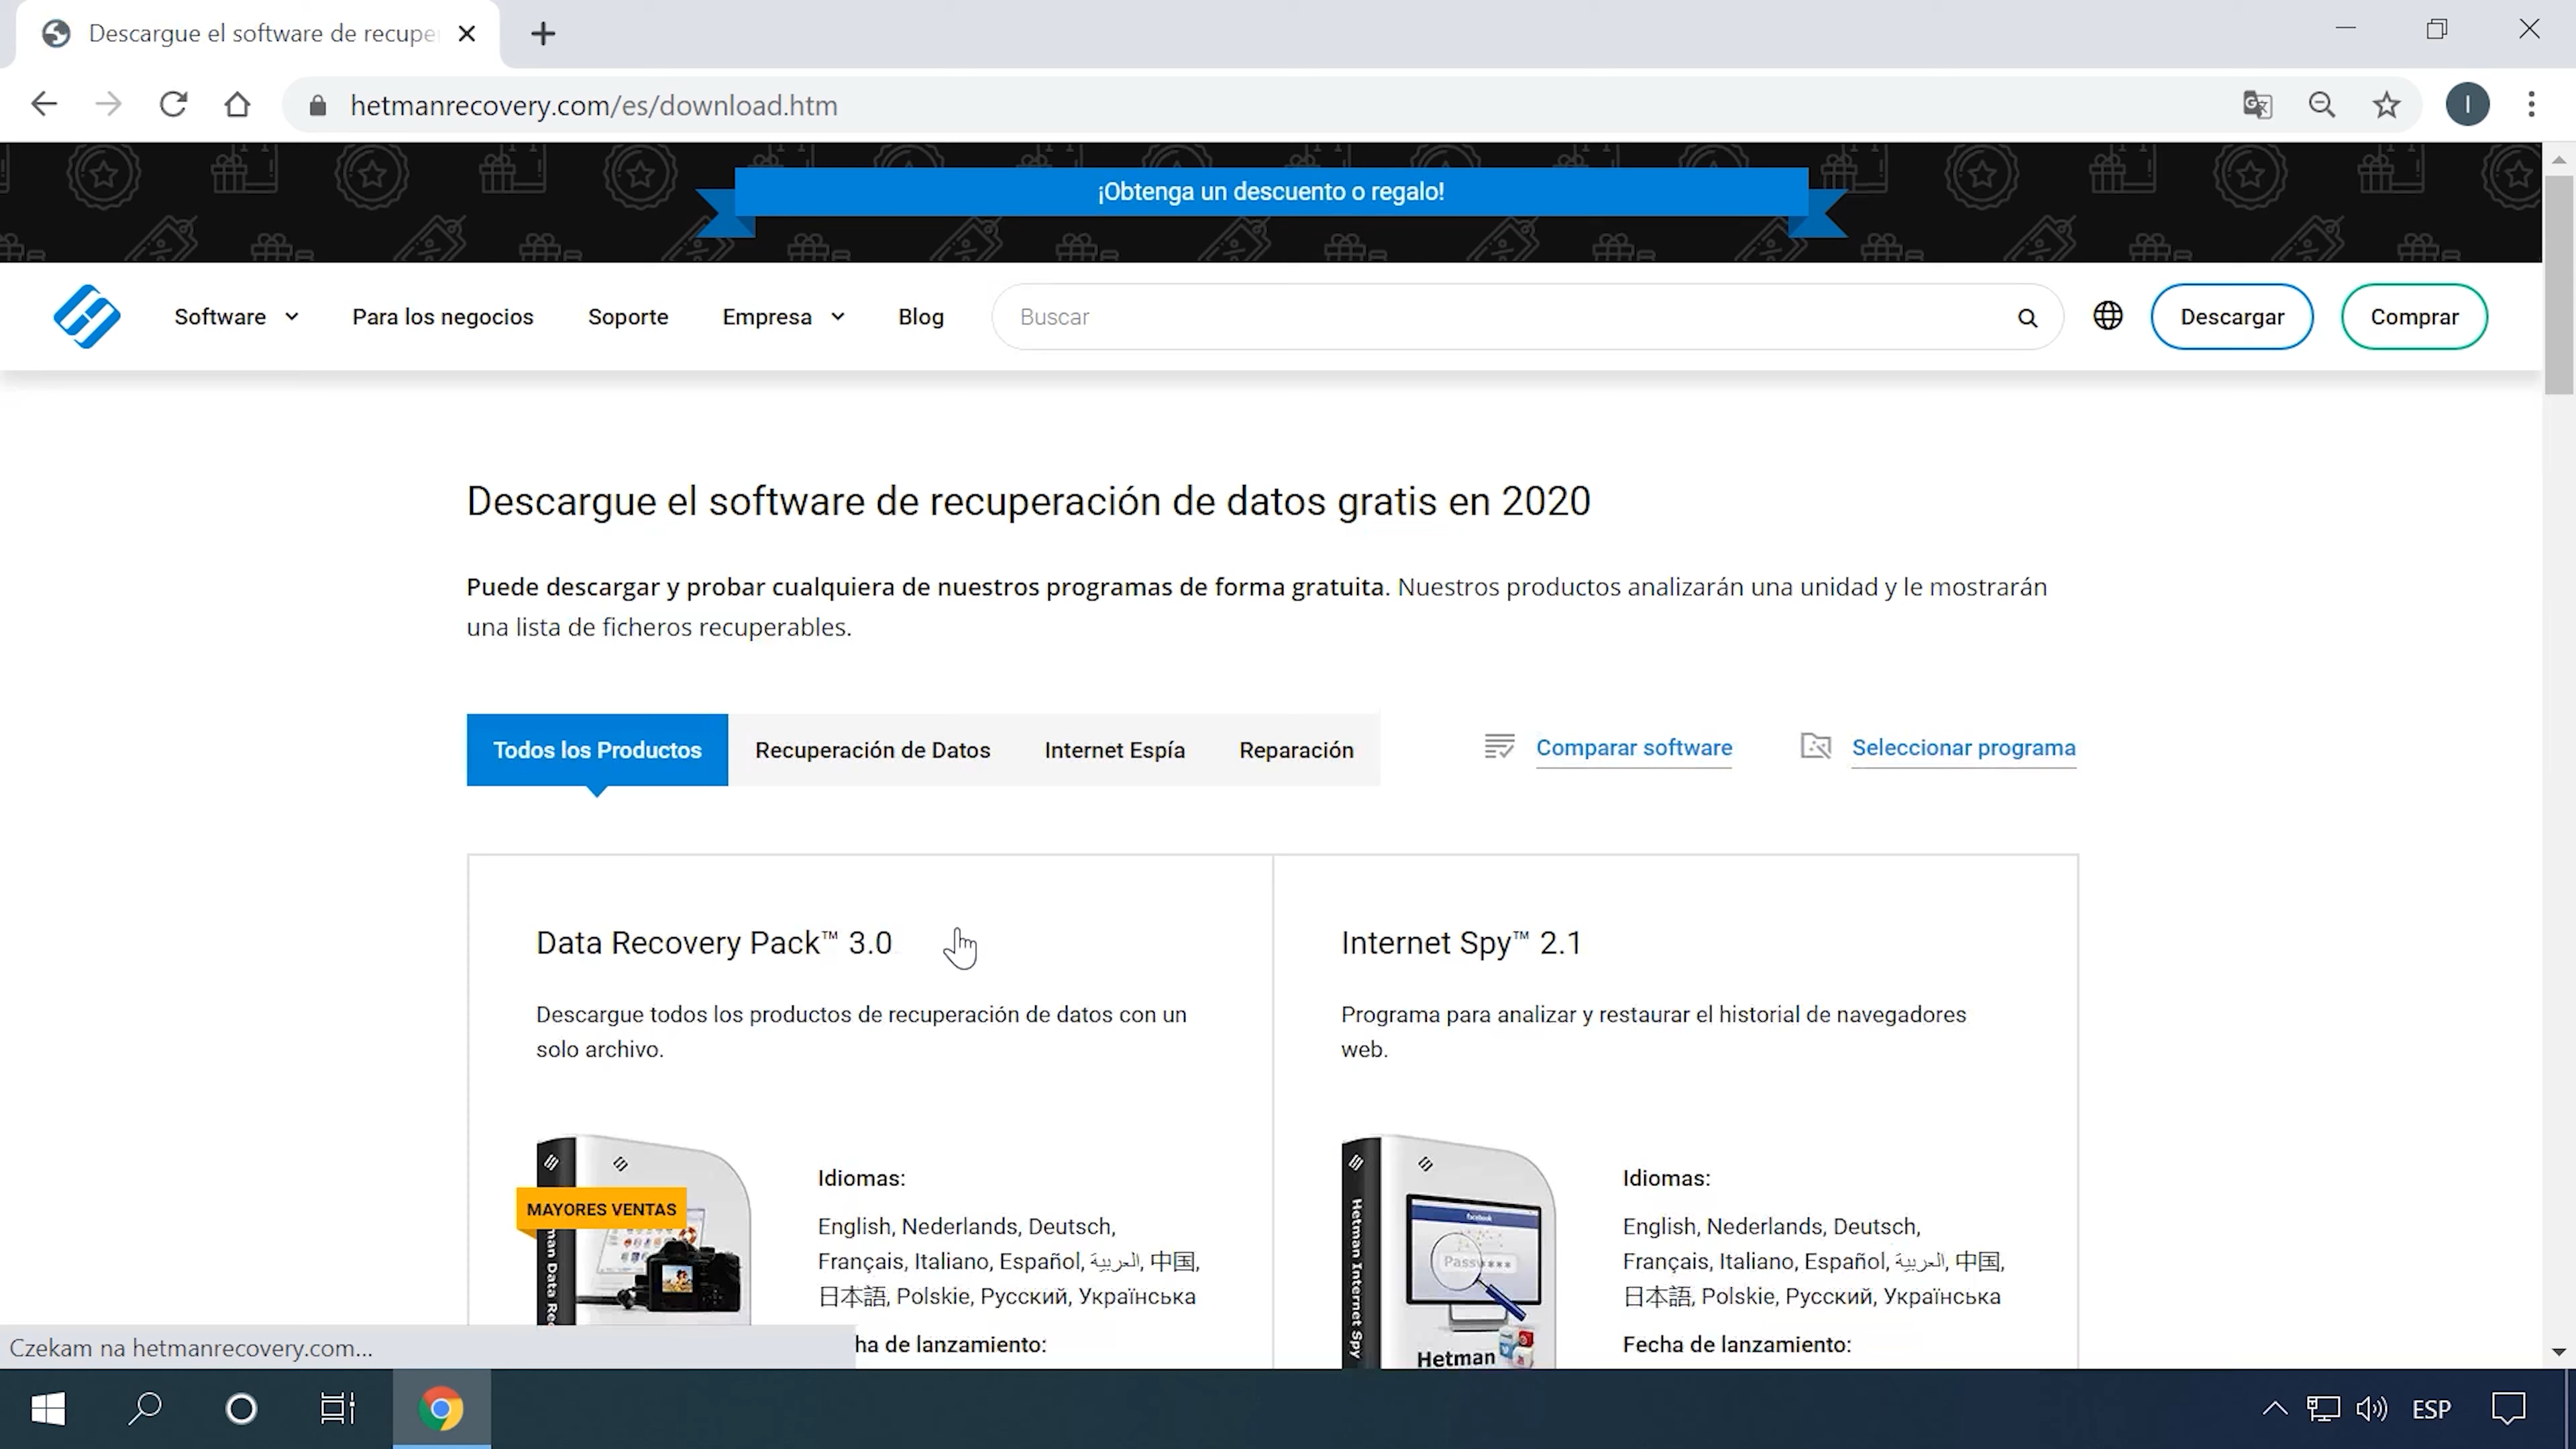 Descargue el software de recupe
hetmanrecovery.com/es/download.htm
I
¡Obtenga un descuento o regalo!
Software
Para los negocios
Soporte
Empresa
Blog
Buscar
Descargar
Comprar
Descargue el software de recuperación de datos gratis en 2020
Puede descargar y probar cualquiera de nuestros programas de forma gratuita. Nuestros productos analizarán una unidad y le mostrarán
una lista de ficheros recuperables.
Todos los Productos
Recuperación de Datos
Internet Espía
Reparación
Comparar software
Seleccionar programa
Data Recovery Pack™ 3.0
Descargue todos los productos de recuperación de datos con un
solo archivo.
MAYORES VENTAS
man Data Re
Idiomas:
English, Nederlands, Deutsch,
Français, Italiano, Español, العربية, 中国,
日本語, Polskie, Русский, Українська
ha de lanzamiento:
Internet Spy™ 2.1
Programa para analizar y restaurar el historial de navegadores
web.
Hetman Internet Spy
facebook
Pass****
Hetman
Idiomas:
English, Nederlands, Deutsch,
Français, Italiano, Español, العربية, 中国,
日本語, Polskie, Русский, Українська
Fecha de lanzamiento:
Czekam na hetmanrecovery.com...
ESP